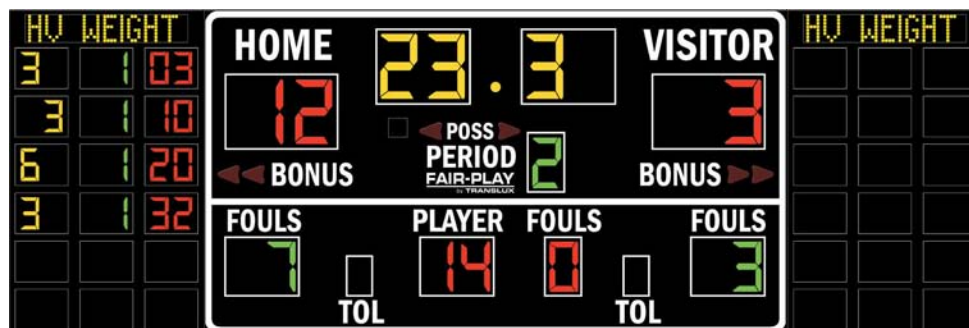 HV WEIGHT
3 1 03
3 1 10
6 1 20
3 1 32
HOME
12
BONUS
23.3
POSS
PERIOD
2
FAIR-PLAY
by TRANSLUX
VISITOR
3
BONUS
FOULS
7
TOL
PLAYER
14
FOULS
0
TOL
FOULS
3
HV WEIGHT